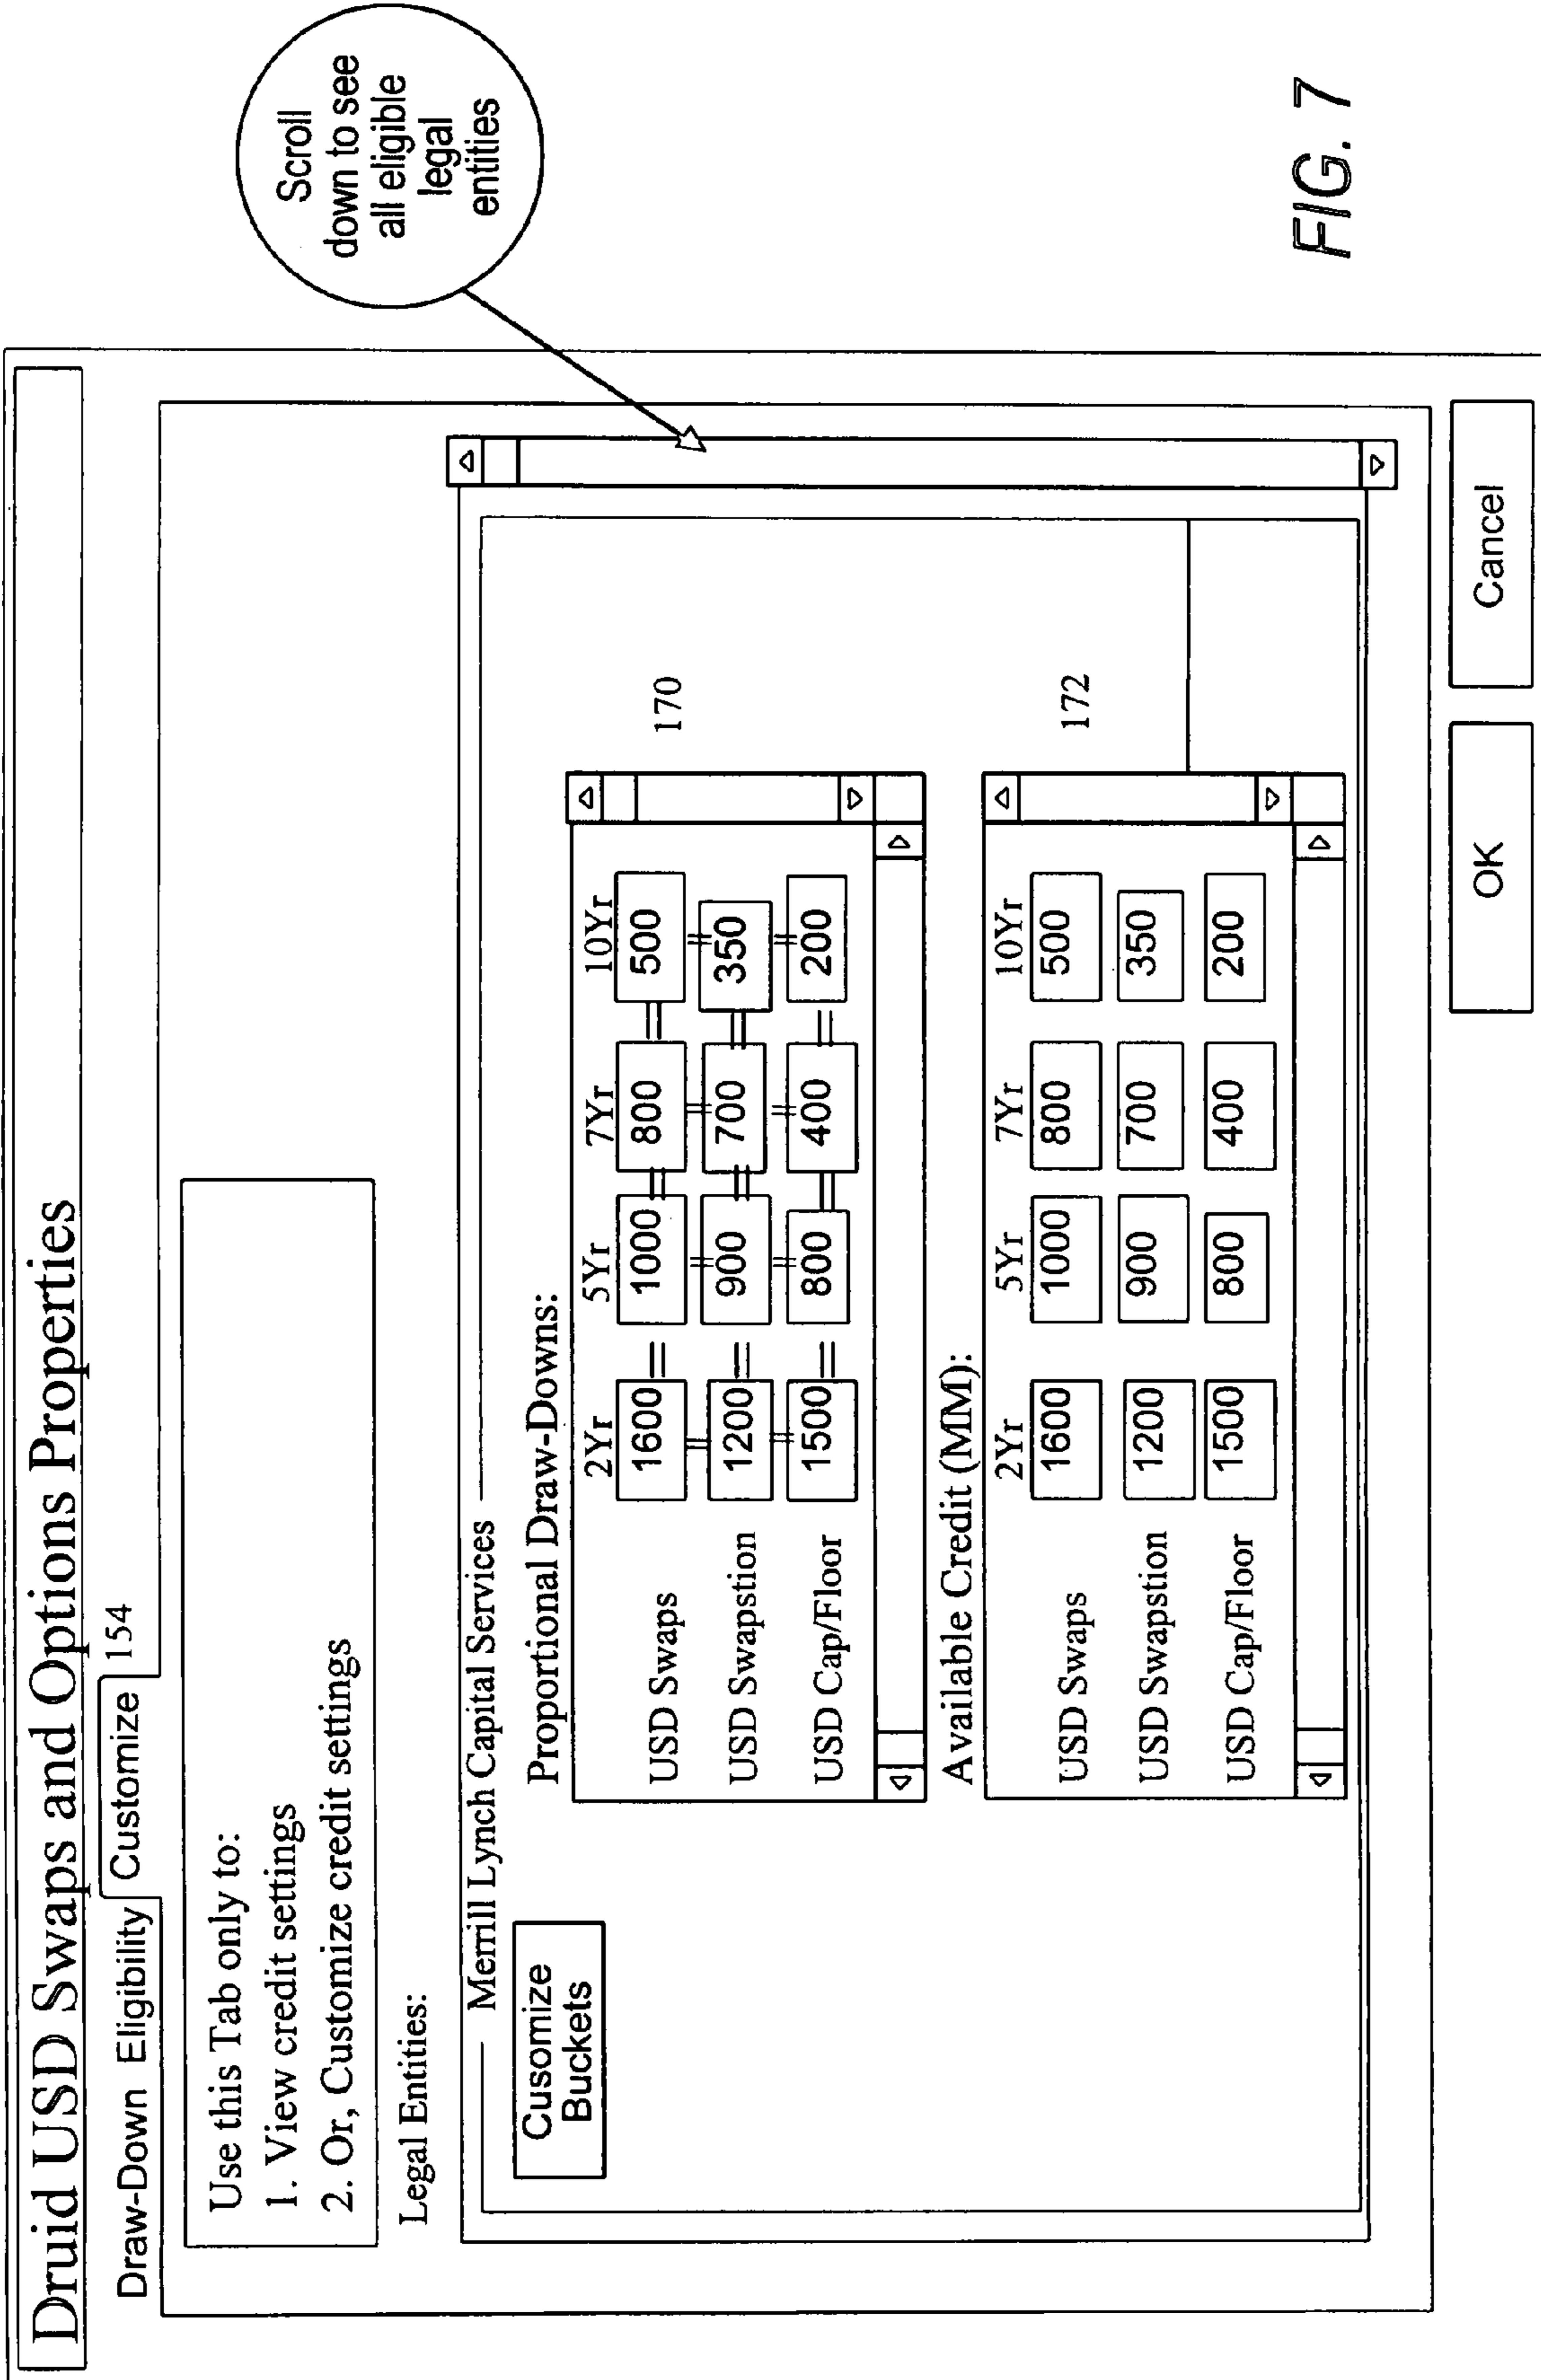 Druid USD Swaps and Options Properties
Draw-Down Eligibility Customize 154
Use this Tab only to:
1. View credit settings
2. Or, Customize credit settings
Legal Entities:
Merrill Lynch Capital Services
Cusomize
Buckets
Proportional Draw-Downs:
2Yr 5Yr 7Yr 10Yr
USD Swaps 1600 = 1000 = 800 = 500
USD Swapstion 1200 = 900 = 700 = 350
USD Cap/Floor 1500 = 800 = 400 = 200
170
Available Credit (MM):
2Yr 5Yr 7Yr 10Yr
USD Swaps 1600 1000 800 500
USD Swapstion 1200 900 700 350
USD Cap/Floor 1500 800 400 200
172
OK Cancel
Scroll
down to see
all eligible
legal
entities
FIG. 7